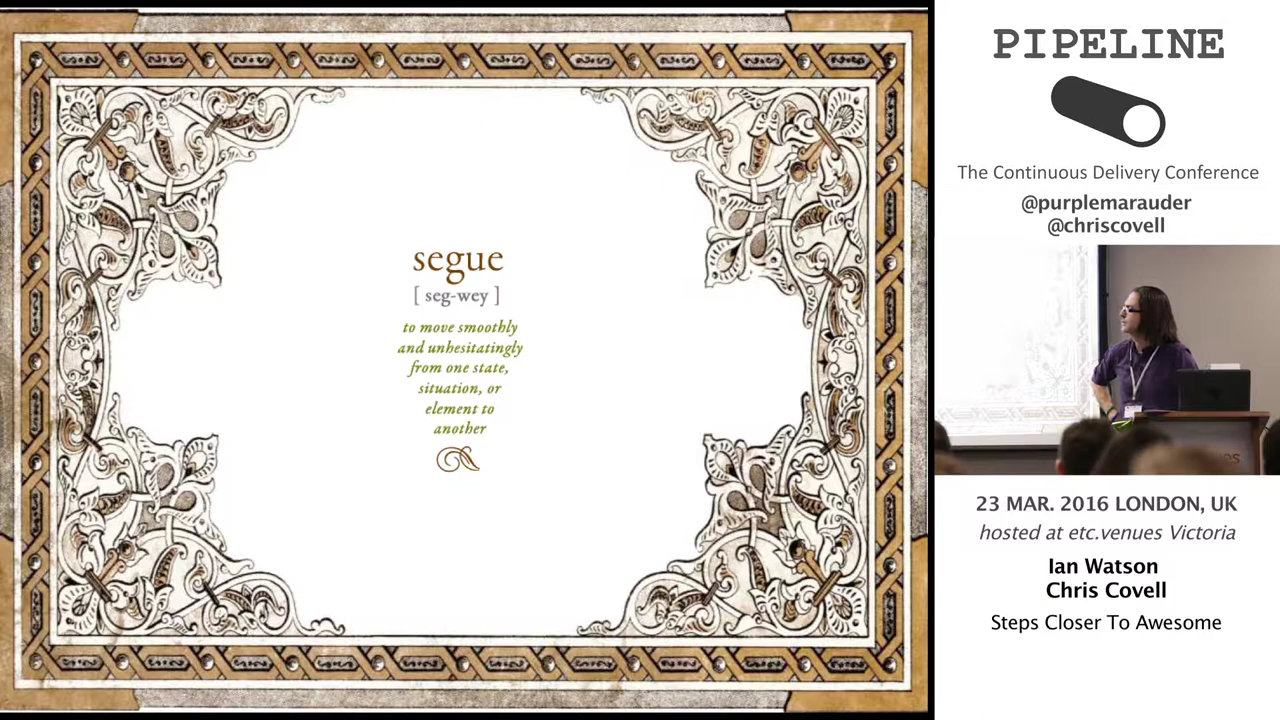 segue
[ seg-wey ]
to move smoothly
and unhesitatingly
from one state,
situation, or
element to
another
PIPELINE
The Continuous Delivery Conference
@purplemarauder
@chriscovell
23 MAR. 2016 LONDON, UK
hosted at etc.venues Victoria
Ian Watson
Chris Covell
Steps Closer To Awesome